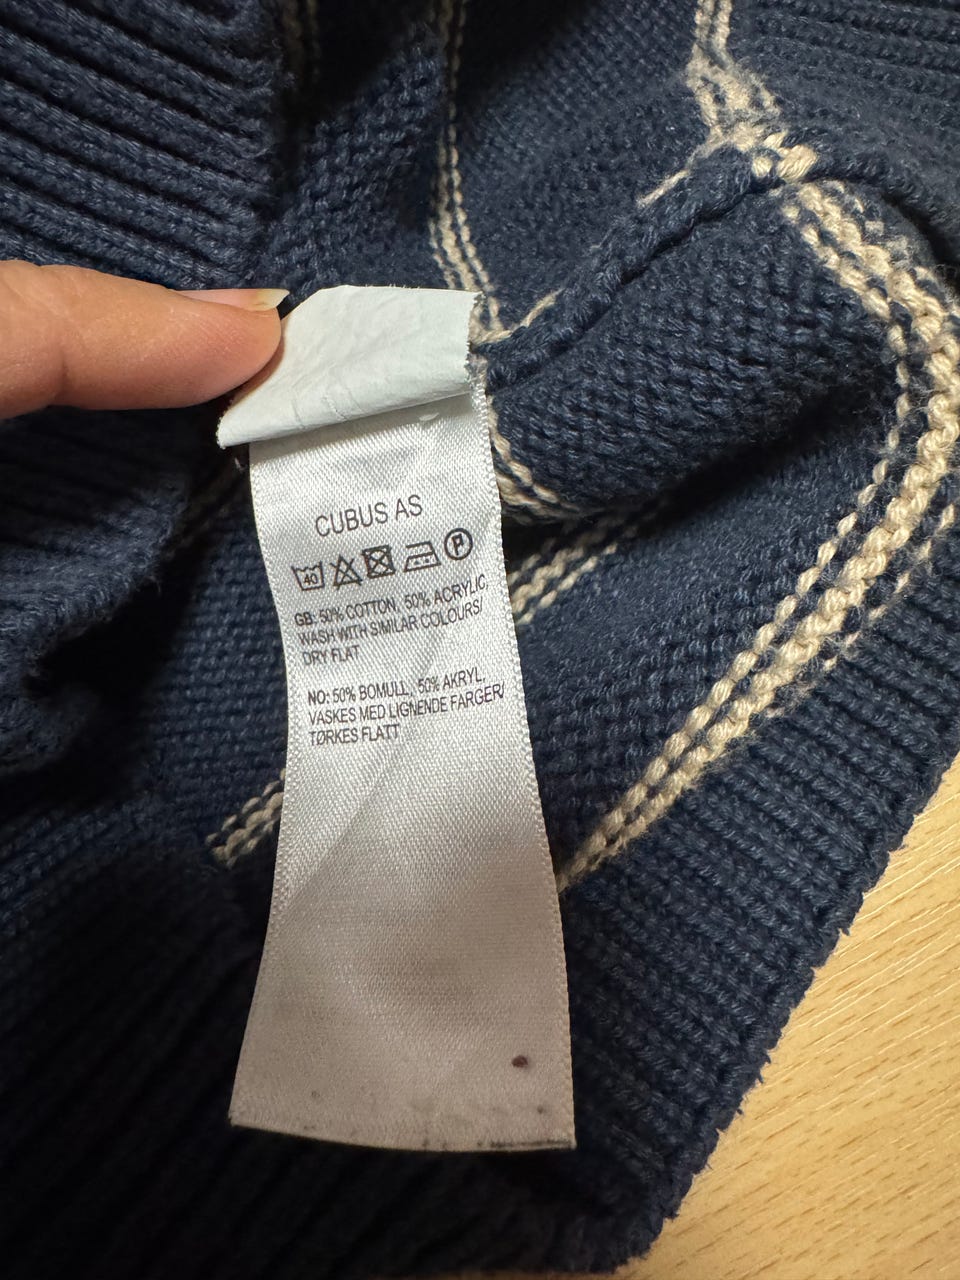 CUBUS AS
40 P
GB: 50% COTTON, 50% ACRYLIC,
WASH WITH SIMILAR COLOURS/
DRY FLAT
NO: 50% BOMULL, 50% AKRYL,
VASKES MED LIGNENDE FARGER/
TØRKES FLATT